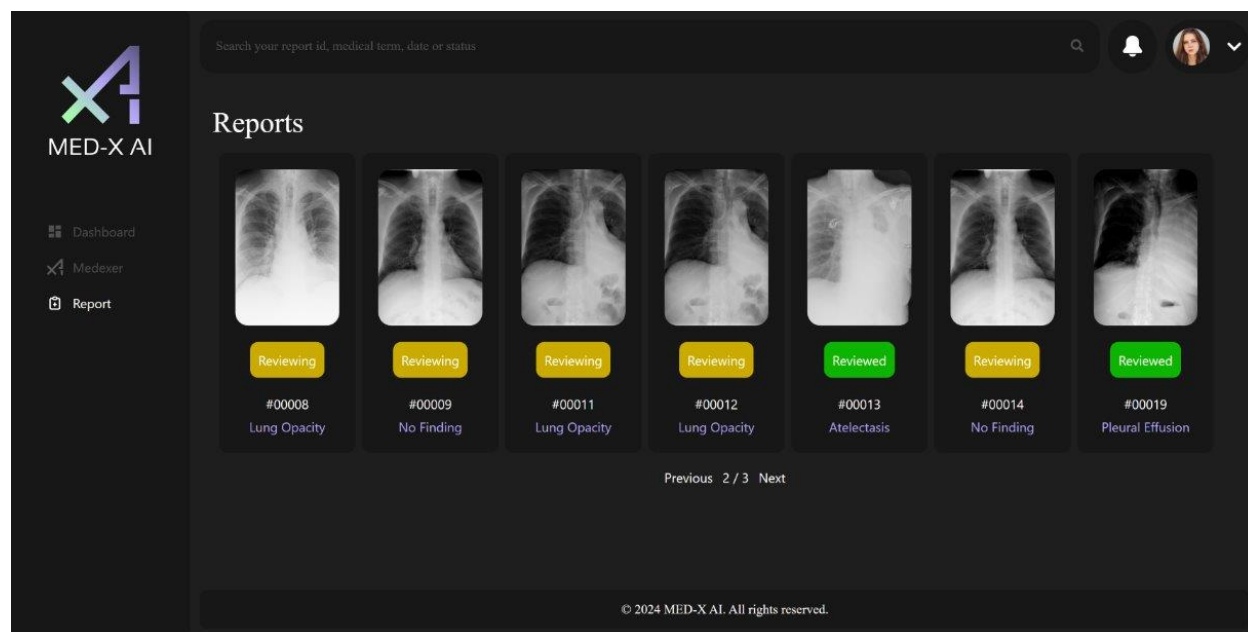 MED-X AI
Search your report id, medical term, date or status
Dashboard
Medexer
Report
Reports
Reviewing Reviewing Reviewing Reviewing Reviewed Reviewing Reviewed
#00008 #00009 #00011 #00012 #00013 #00014 #00019
Lung Opacity No Finding Lung Opacity Lung Opacity Atelectasis No Finding Pleural Effusion
Previous 2 / 3 Next
© 2024 MED-X AI. All rights reserved.